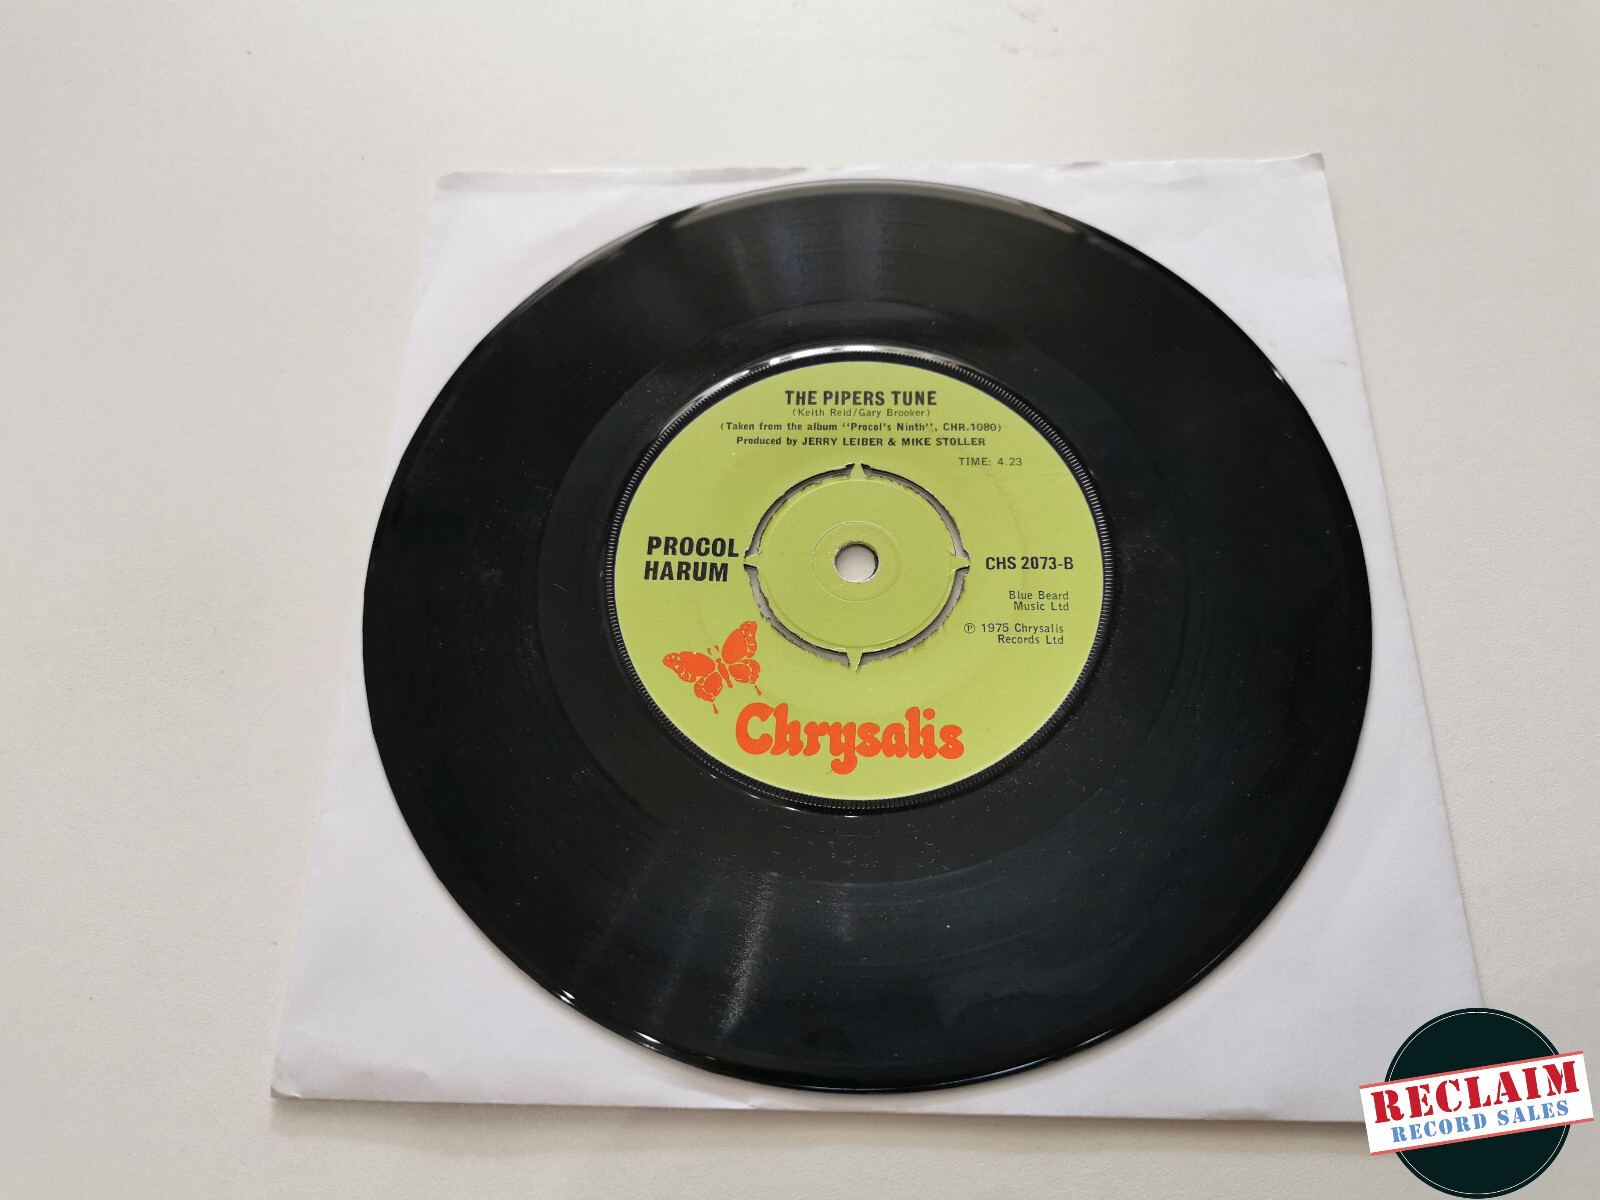 THE PIPERS TUNE
(Keith Reid/Gary Brooker)
(Taken from the album "Procol's Ninth", CHR.1080)
Produced by JERRY LEIBER & MIKE STOLLER
TIME: 4.23
PROCOL
HARUM
CHS 2073-B
Blue Beard
Music Ltd
Ⓟ 1975 Chrysalis
Records Ltd
Chrysalis
RECLAIM
RECORD SALES